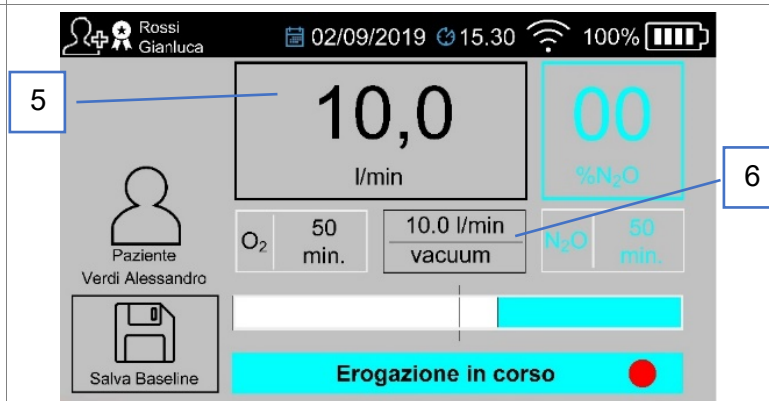 Rossi
Gianluca
02/09/2019 15.30 100%
5
10,0
l/min
00
%N₂O
6
Paziente
Verdi Alessandro
O₂ 50
min.
10.0 l/min
vacuum
N₂O 50
min.
Salva Baseline
Erogazione in corso